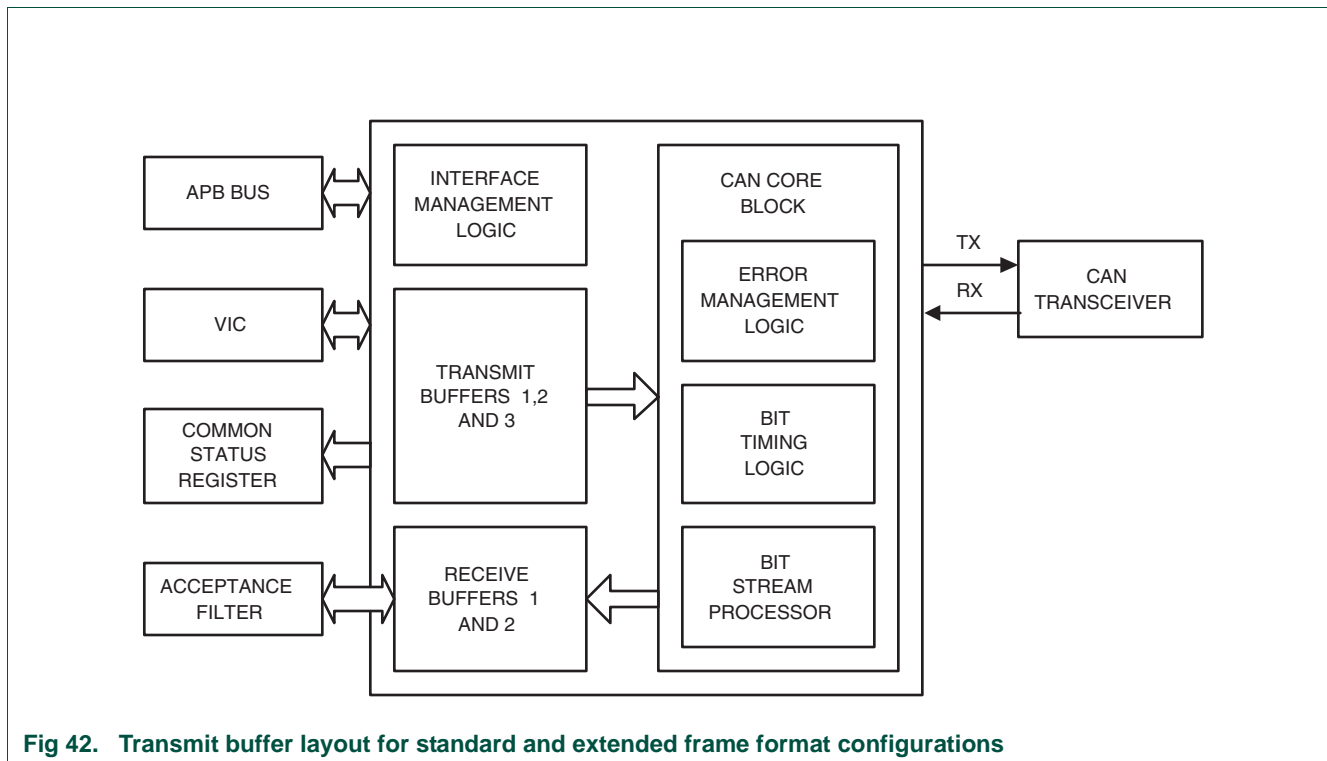 APB BUS
VIC
COMMON
STATUS
REGISTER
ACCEPTANCE
FILTER
INTERFACE
MANAGEMENT
LOGIC
TRANSMIT
BUFFERS 1,2
AND 3
RECEIVE
BUFFERS 1
AND 2
CAN CORE
BLOCK
ERROR
MANAGEMENT
LOGIC
BIT
TIMING
LOGIC
BIT
STREAM
PROCESSOR
TX
RX
CAN
TRANSCEIVER
Fig 42. Transmit buffer layout for standard and extended frame format configurations